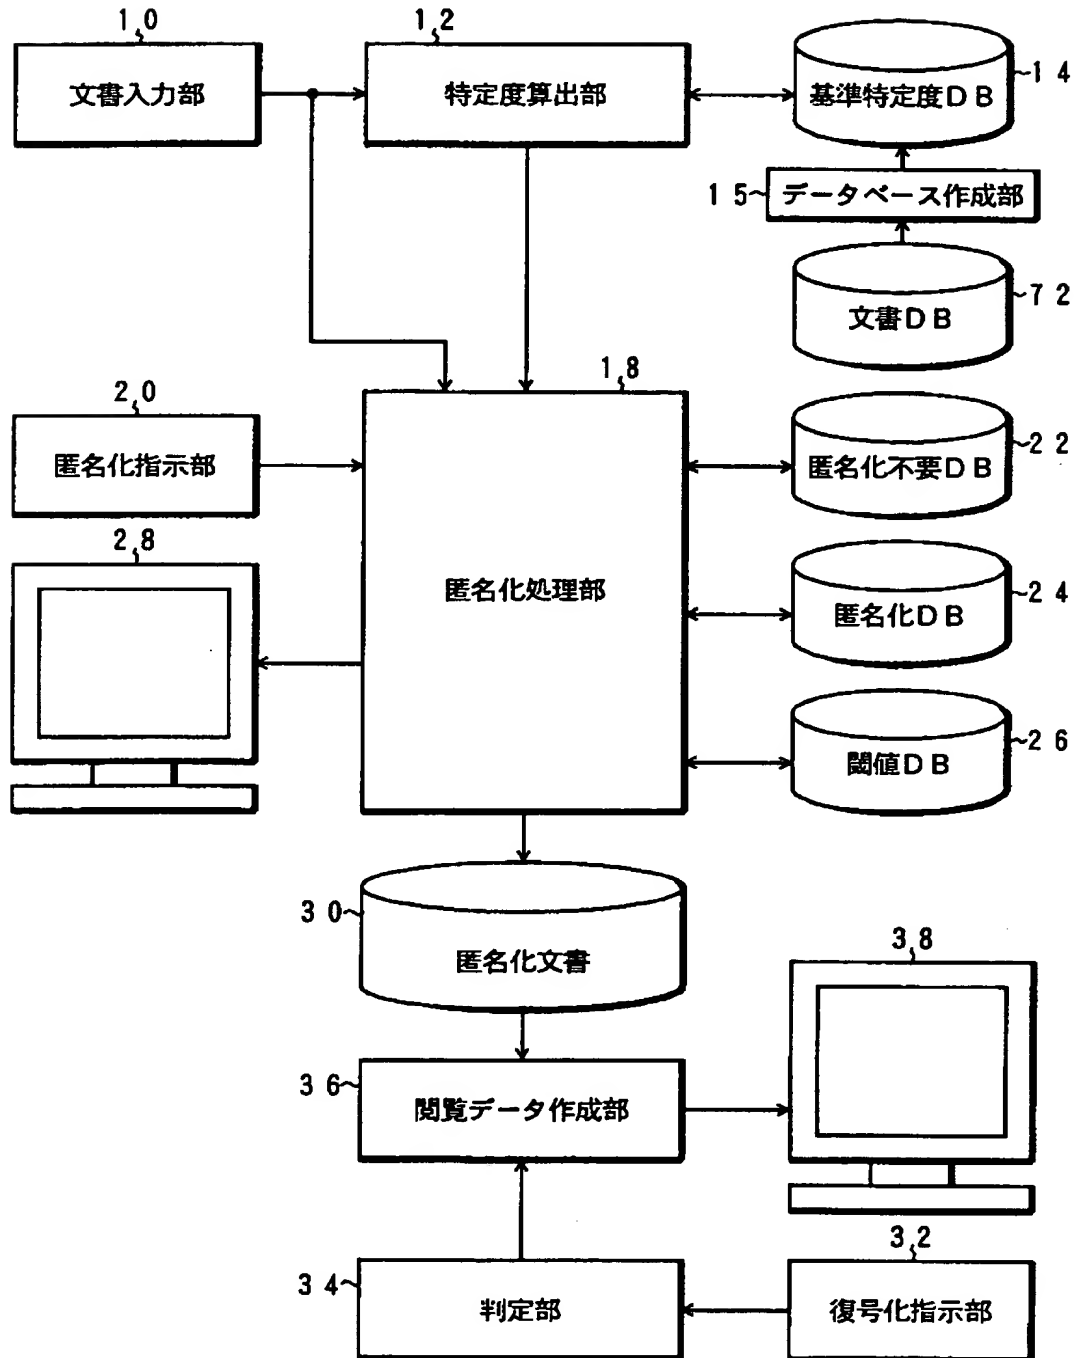 10
12
文書入力部
特定度算出部
基準特定度DB
14
15
データベース作成部
文書DB
72
18
20
匿名化指示部
匿名化不要DB
22
28
匿名化処理部
匿名化DB
24
閾値DB
26
30
匿名化文書
38
36
閲覧データ作成部
32
34
判定部
復号化指示部